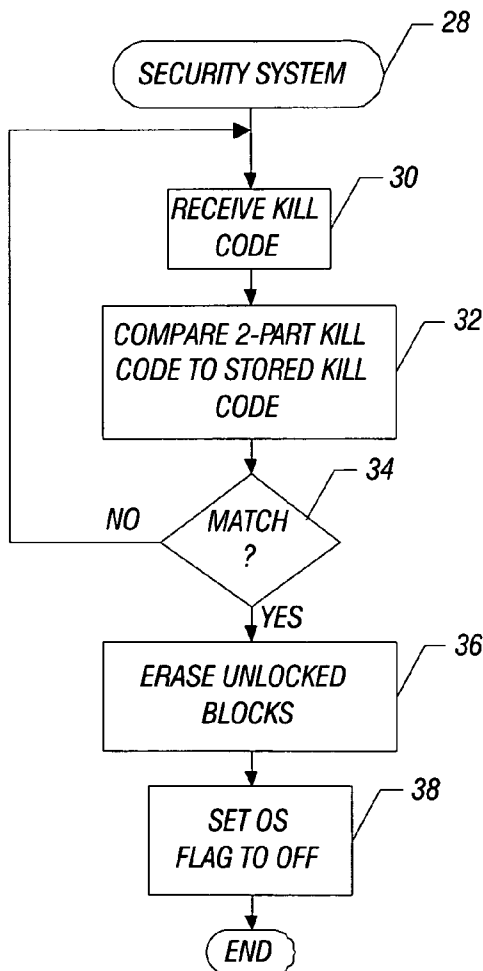 28
SECURITY SYSTEM
30
RECEIVE KILL
CODE
32
COMPARE 2-PART KILL
CODE TO STORED KILL
CODE
34
NO
MATCH
?
YES
36
ERASE UNLOCKED
BLOCKS
38
SET OS
FLAG TO OFF
END